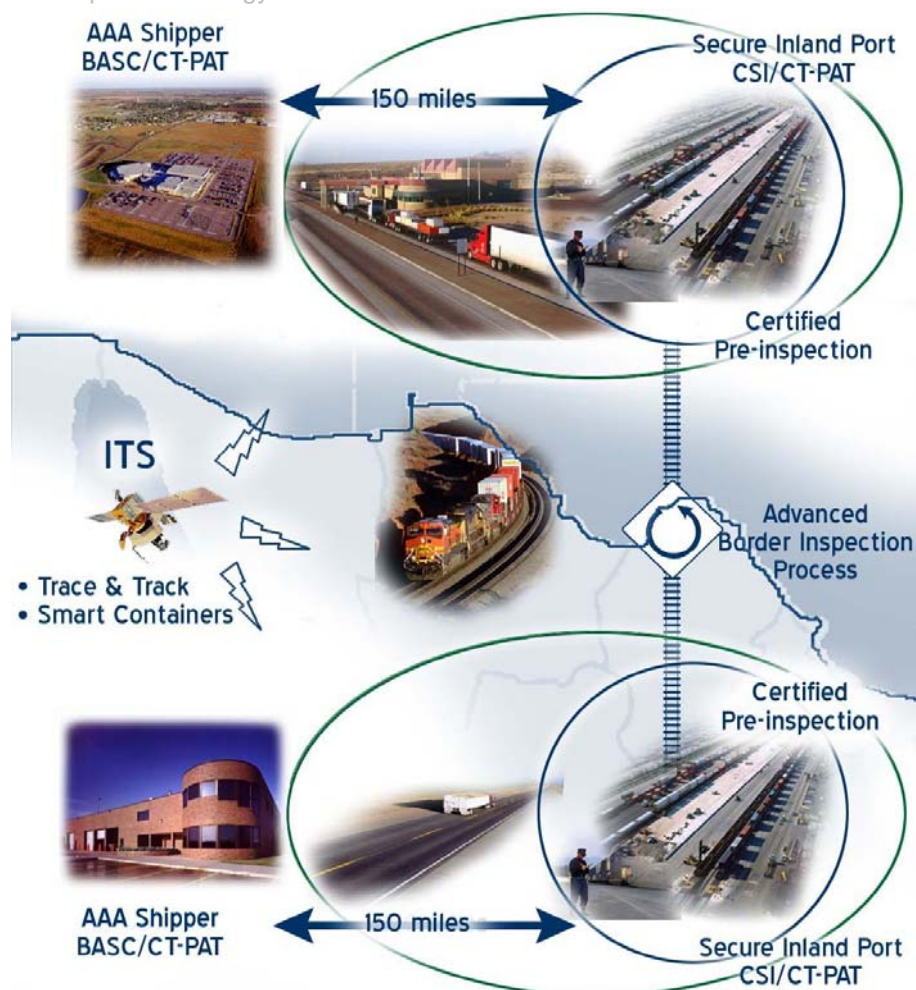 AAA Shipper
BASC/CT-PAT
Secure Inland Port
CSI/CT-PAT
150 miles
Certified
Pre-inspection
ITS
Advanced
Border Inspection
Process
• Trace & Track
• Smart Containers
Certified
Pre-inspection
AAA Shipper
BASC/CT-PAT
150 miles
Secure Inland Port
CSI/CT-PAT